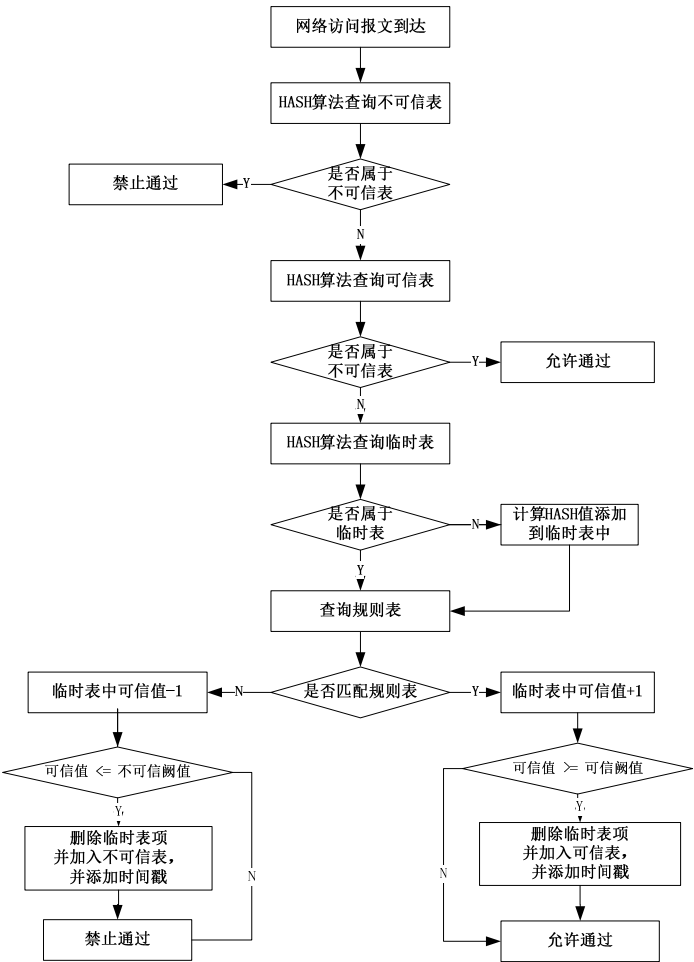 网络访问报文到达
HASH算法查询不可信表
是否属于
不可信表
Y
禁止通过
N
HASH算法查询可信表
是否属于
不可信表
Y
允许通过
N
HASH算法查询临时表
是否属于
临时表
N
计算HASH值添加
到临时表中
Y
查询规则表
是否匹配规则表
N
临时表中可信值-1
Y
临时表中可信值+1
可信值 <= 不可信阙值
可信值 >= 可信阙值
Y
Y
删除临时表项
并加入不可信表，
并添加时间戳
N
删除临时表项
并加入可信表，
并添加时间戳
N
禁止通过
允许通过